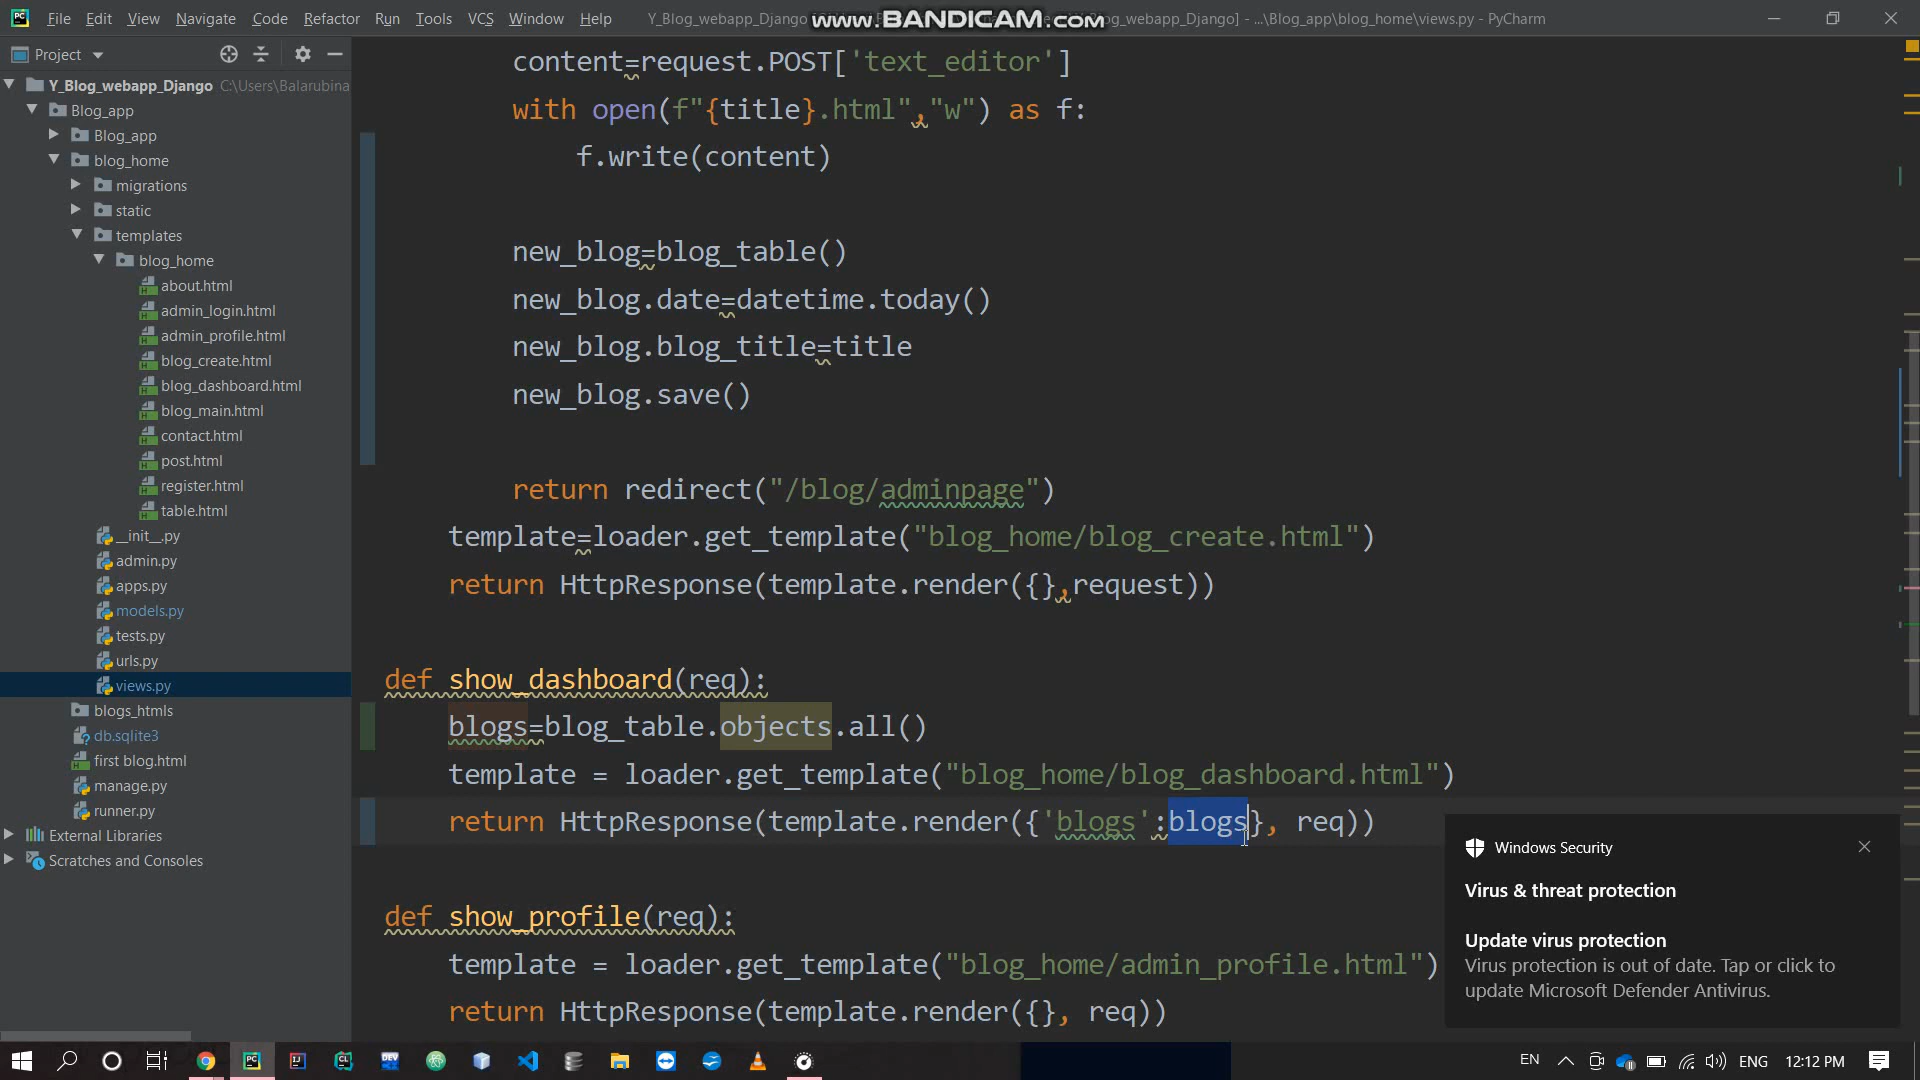 File Edit View Navigate Code Refactor Run Tools VCS Window Help Y_Blog_webapp_Django www.BANDICAM.com _Blog_webapp_Django] - ...\Blog_app\blog_home\views.py - PyCharm
Project
Y_Blog_webapp_Django C:\Users\Balarubina
Blog_app
Blog_app
blog_home
migrations
static
templates
blog_home
about.html
admin_login.html
admin_profile.html
blog_create.html
blog_dashboard.html
blog_main.html
contact.html
post.html
register.html
table.html
__init__.py
admin.py
apps.py
models.py
tests.py
urls.py
views.py
blogs_htmls
db.sqlite3
first blog.html
manage.py
runner.py
External Libraries
Scratches and Consoles
content=request.POST['text_editor']
with open(f"{title}.html","w") as f:
f.write(content)
new_blog=blog_table()
new_blog.date=datetime.today()
new_blog.blog_title=title
new_blog.save()
return redirect("/blog/adminpage")
template=loader.get_template("blog_home/blog_create.html")
return HttpResponse(template.render({},request))
def show_dashboard(req):
blogs=blog_table.objects.all()
template = loader.get_template("blog_home/blog_dashboard.html")
return HttpResponse(template.render({'blogs':blogs}, req))
def show_profile(req):
template = loader.get_template("blog_home/admin_profile.html")
return HttpResponse(template.render({}, req))
Windows Security
Virus & threat protection
Update virus protection
Virus protection is out of date. Tap or click to
update Microsoft Defender Antivirus.
EN ENG 12:12 PM